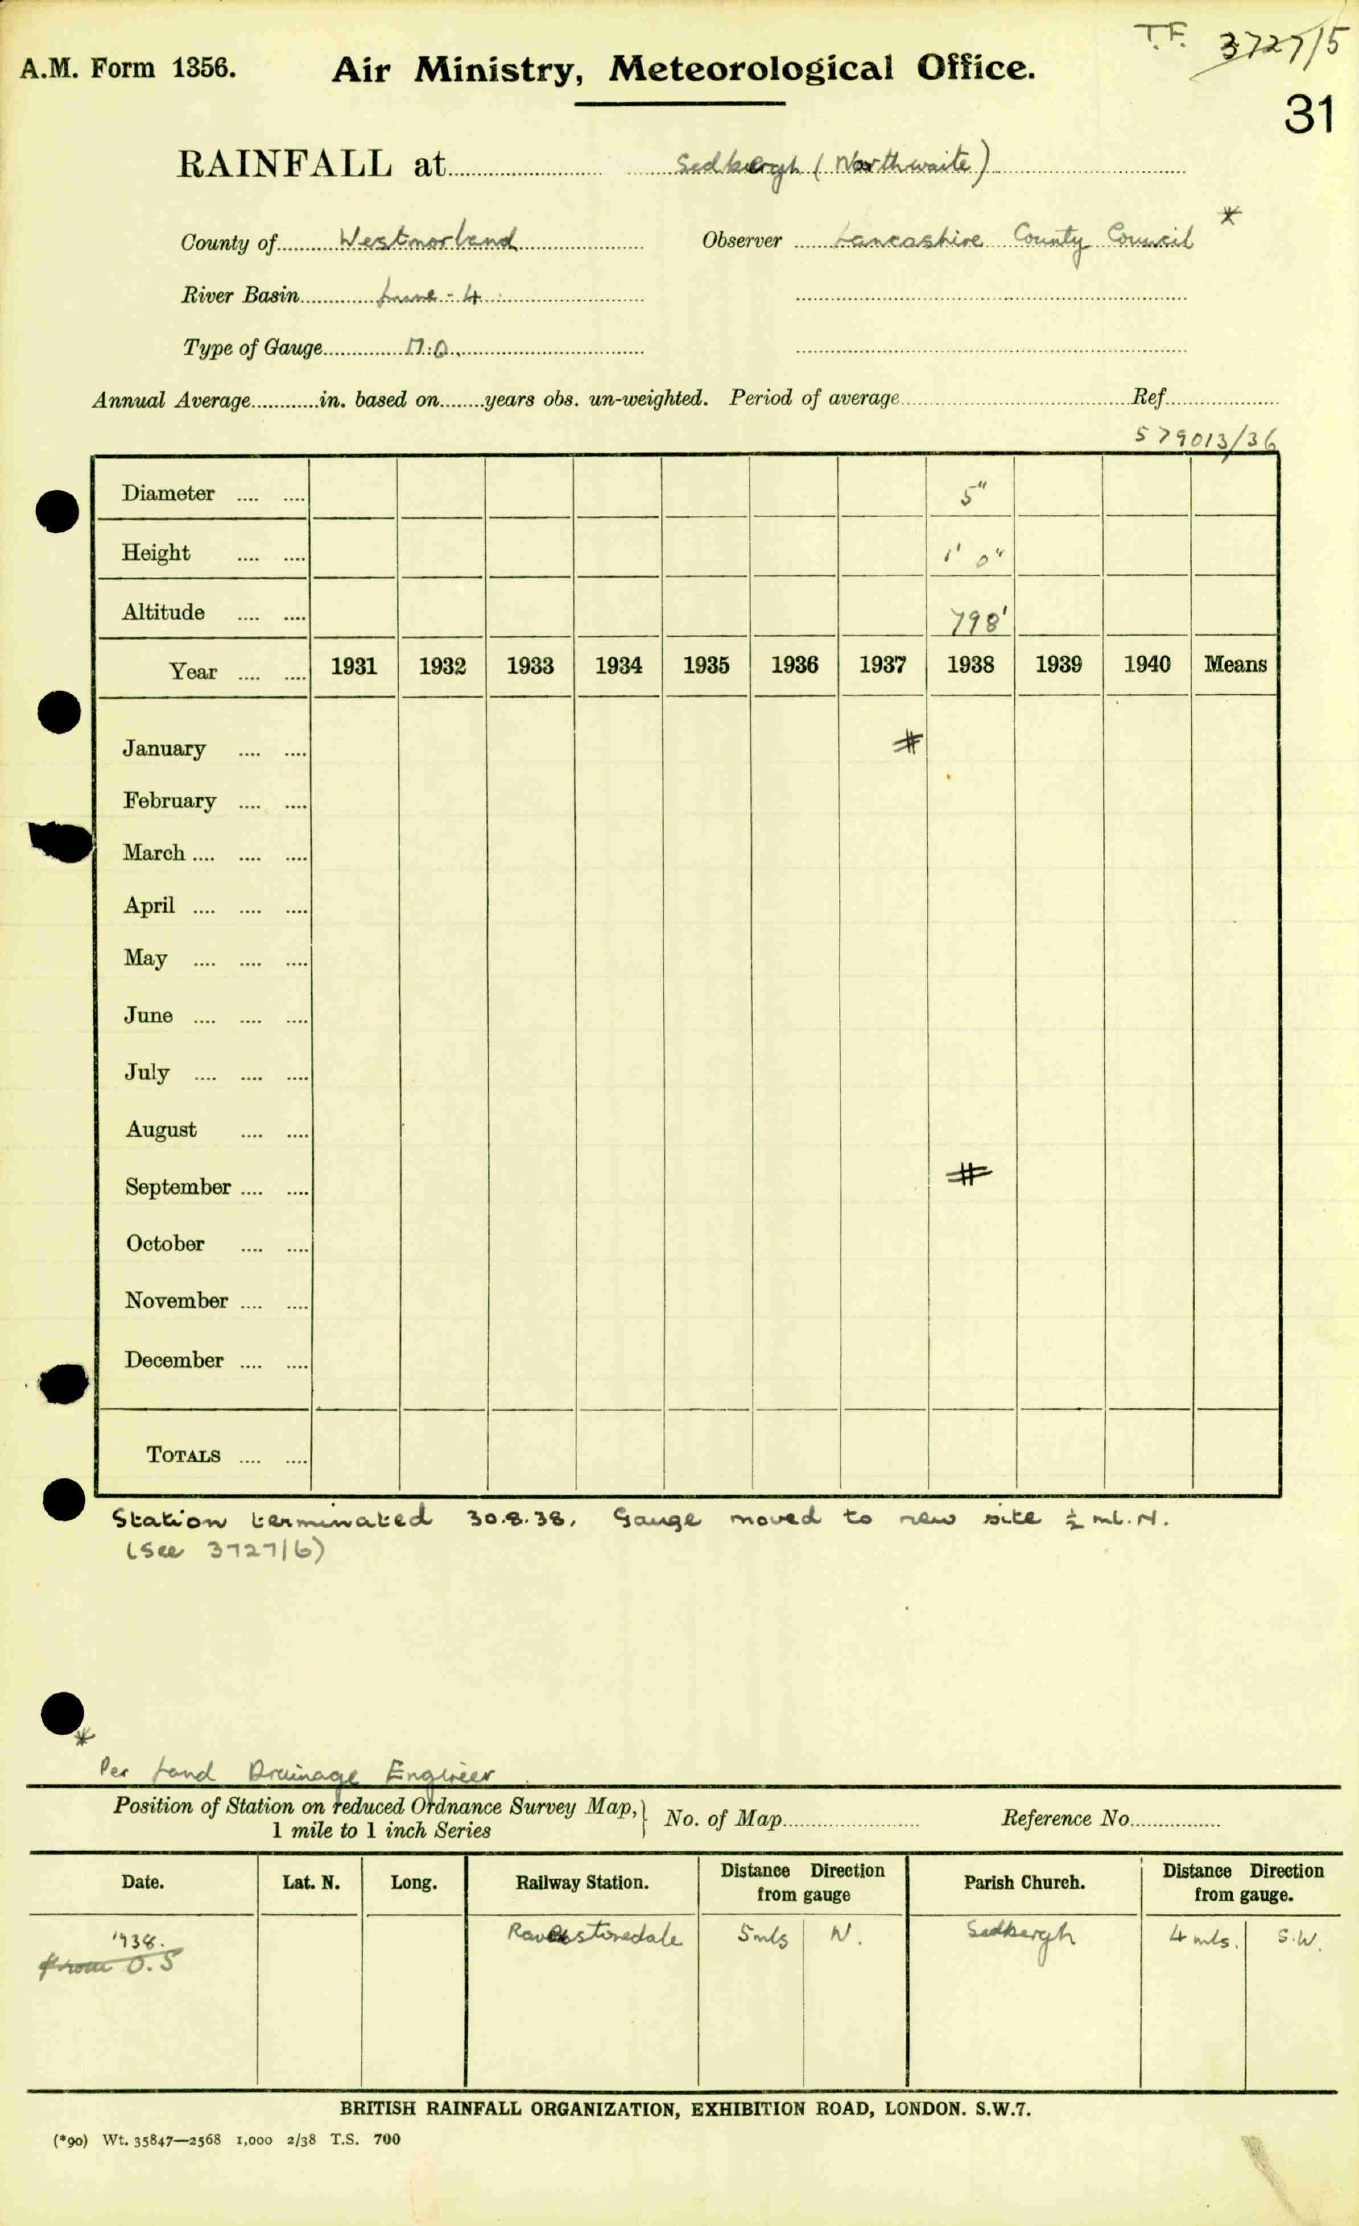 T.F. 3727/5
A.M. Form 1356. Air Ministry, Meteorological Office.
31
RAINFALL at Sedbergh (Northwaite)
County of Westmorland Observer Lancashire County Council *
River Basin Lune - 4
Type of Gauge M.O.
Annual Average in. based on years obs. un-weighted. Period of average Ref
579013/36
Diameter 5"
Height 1' 0"
Altitude 798'
Year 1931 1932 1933 1934 1935 1936 1937 1938 1939 1940 Means
January #
February
March
April
May
June
July
August
September #
October
November
December
TOTALS
Station terminated 30.8.38. Gauge moved to new site ½ ml. N.
(See 3727/6)
*
Per Land Drainage Engineer
Position of Station on reduced Ordnance Survey Map, } No. of Map Reference No.
1 mile to 1 inch Series
Date. Lat. N. Long. Railway Station. Distance Direction from gauge Parish Church. Distance Direction from gauge.
1938. Ravenstonedale 5 mls N. Sedbergh 4 mls. S.W.
from O.S
BRITISH RAINFALL ORGANIZATION, EXHIBITION ROAD, LONDON. S.W.7.
(*90) Wt. 35847—2568 1,000 2/38 T.S. 700